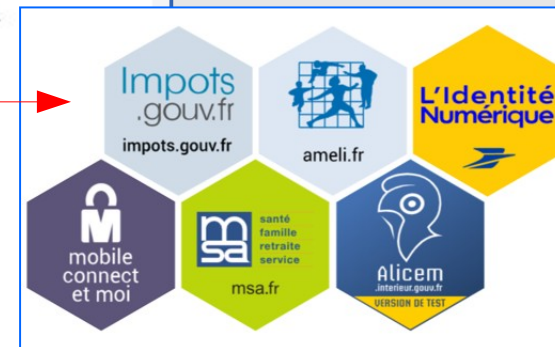 Impots
.gouv.fr
impots.gouv.fr
ameli.fr
L'Identité
Numérique
M
mobile
connect
et moi
msa
santé
famille
retraite
service
msa.fr
Alicem
.interieur.gouv.fr
VERSION DE TEST